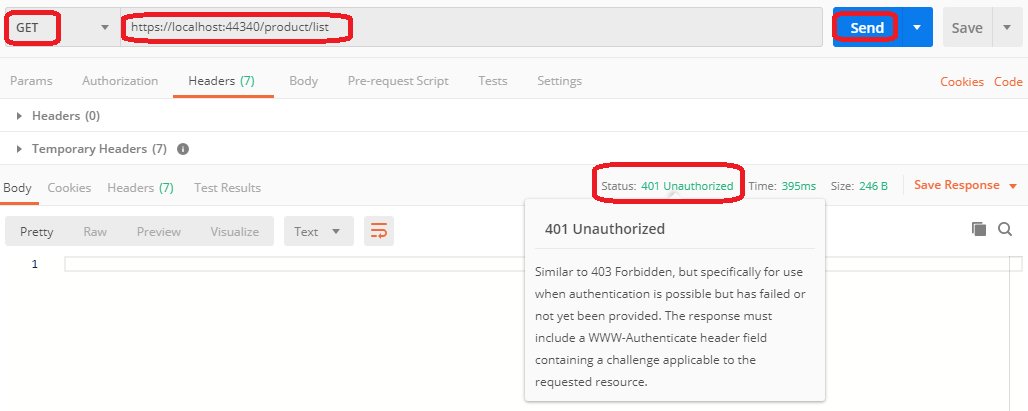 GET https://localhost:44340/product/list Send Save
Params Authorization Headers (7) Body Pre-request Script Tests Settings Cookies Code
Headers (0)
Temporary Headers (7)
Body Cookies Headers (7) Test Results Status: 401 Unauthorized Time: 395ms Size: 246 B Save Response
Pretty Raw Preview Visualize Text
1
401 Unauthorized
Similar to 403 Forbidden, but specifically for use
when authentication is possible but has failed or
not yet been provided. The response must
include a WWW-Authenticate header field
containing a challenge applicable to the
requested resource.